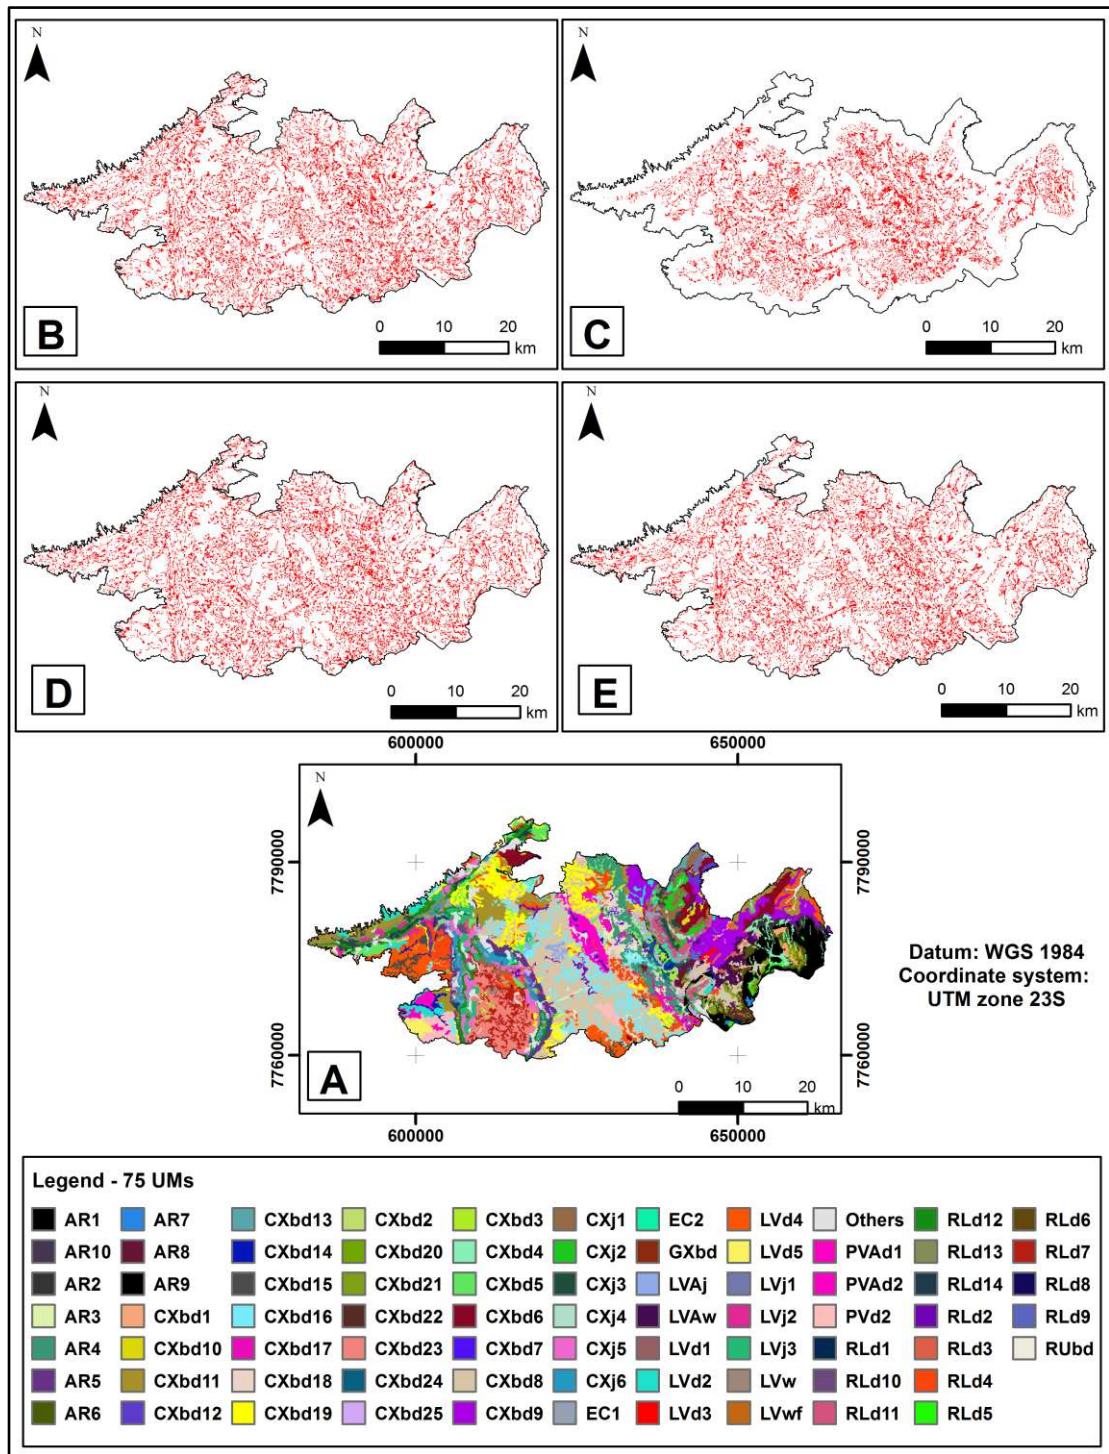 N
N
B
0 10 20
km
C
0 10 20
km
N
N
D
0 10 20
km
E
0 10 20
km
600000 650000
N
7790000
7790000
Datum: WGS 1984
Coordinate system:
UTM zone 23S
7760000
7760000
A
0 10 20
km
600000 650000
Legend - 75 UMs
AR1 AR7 CXbd13 CXbd2 CXbd3 CXj1 EC2 LVd4 Others RLd12 RLd6
AR10 AR8 CXbd14 CXbd20 CXbd4 CXj2 GXbd LVd5 PVAd1 RLd13 RLd7
AR2 AR9 CXbd15 CXbd21 CXbd5 CXj3 LVAj LVj1 PVAd2 RLd14 RLd8
AR3 CXbd1 CXbd16 CXbd22 CXbd6 CXj4 LVAw LVj2 PVd2 RLd2 RLd9
AR4 CXbd10 CXbd17 CXbd23 CXbd7 CXj5 LVd1 LVj3 RLd1 RLd3 RUbd
AR5 CXbd11 CXbd18 CXbd24 CXbd8 CXj6 LVd2 LVw RLd10 RLd4
AR6 CXbd12 CXbd19 CXbd25 CXbd9 EC1 LVd3 LVwf RLd11 RLd5